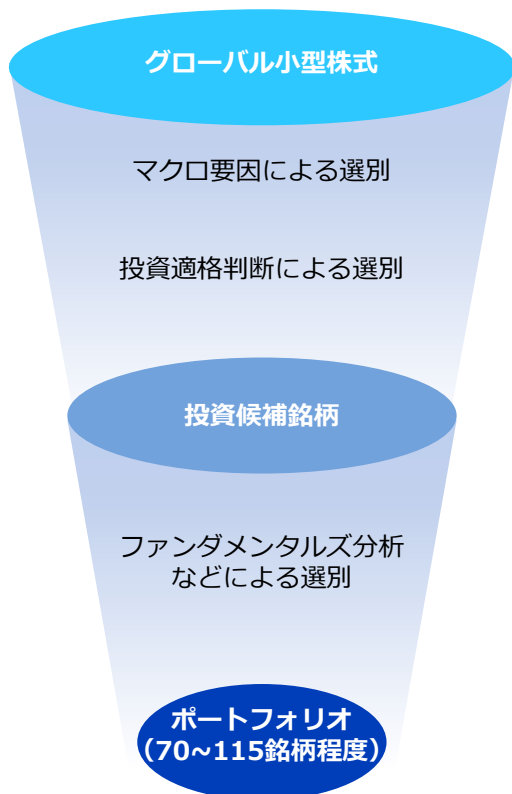 グローバル小型株式
マクロ要因による選別
投資適格判断による選別
投資候補銘柄
ファンダメンタルズ分析
などによる選別
ポートフォリオ
（70~115銘柄程度）